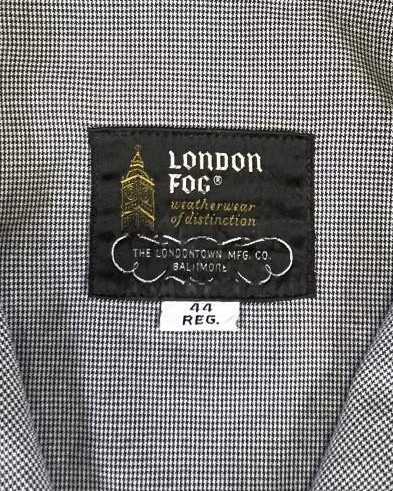 LONDON
FOG®
weatherwear
of distinction
THE LONDONTOWN MFG. CO.
BALTIMORE
44
REG.